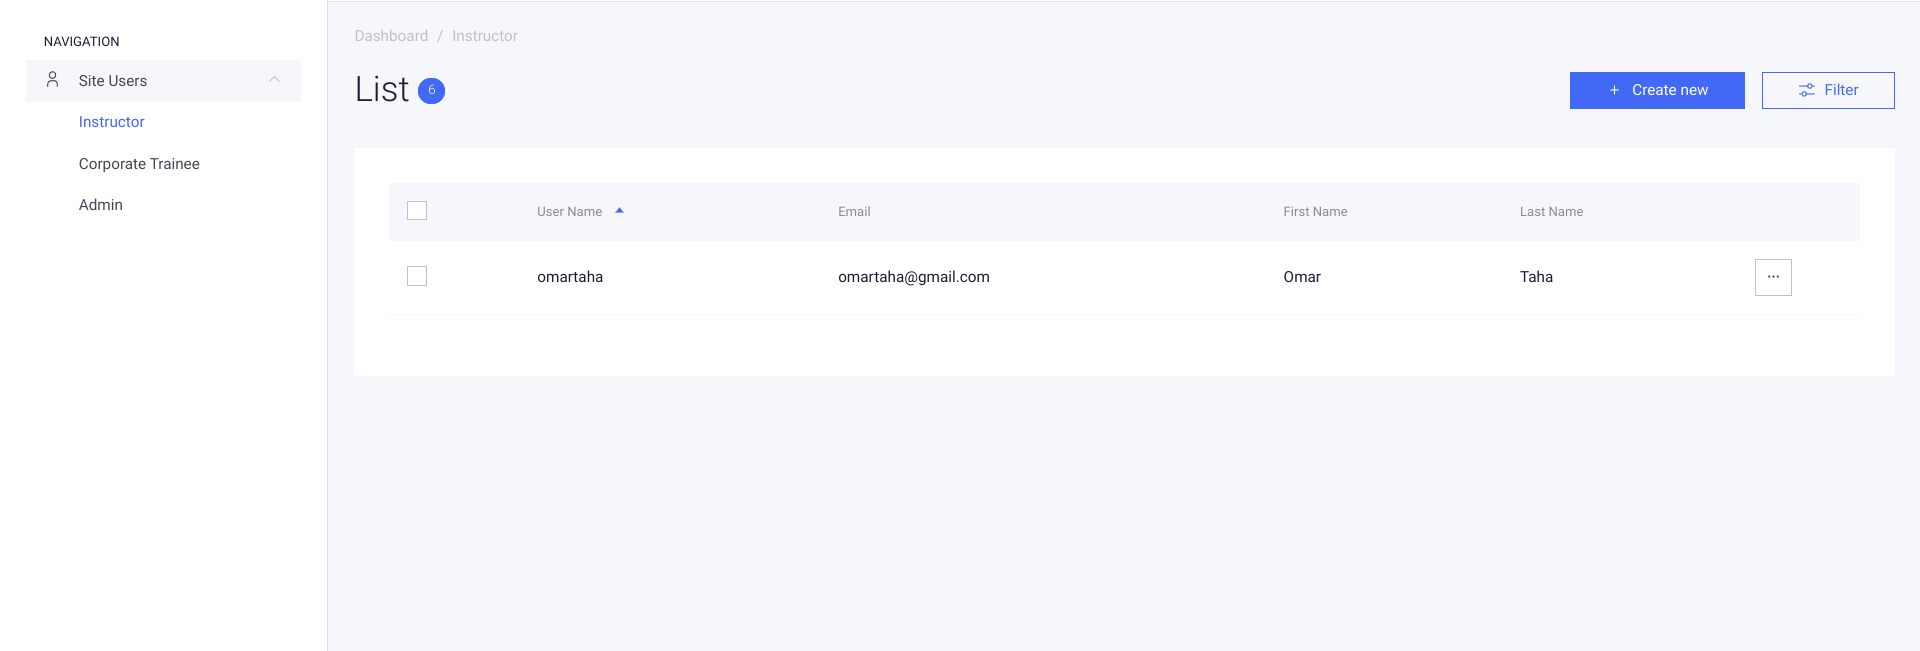 NAVIGATION
Site Users
Instructor
Corporate Trainee
Admin
Dashboard / Instructor
List 6
+ Create new
Filter
User Name Email First Name Last Name
omartaha omartaha@gmail.com Omar Taha ...